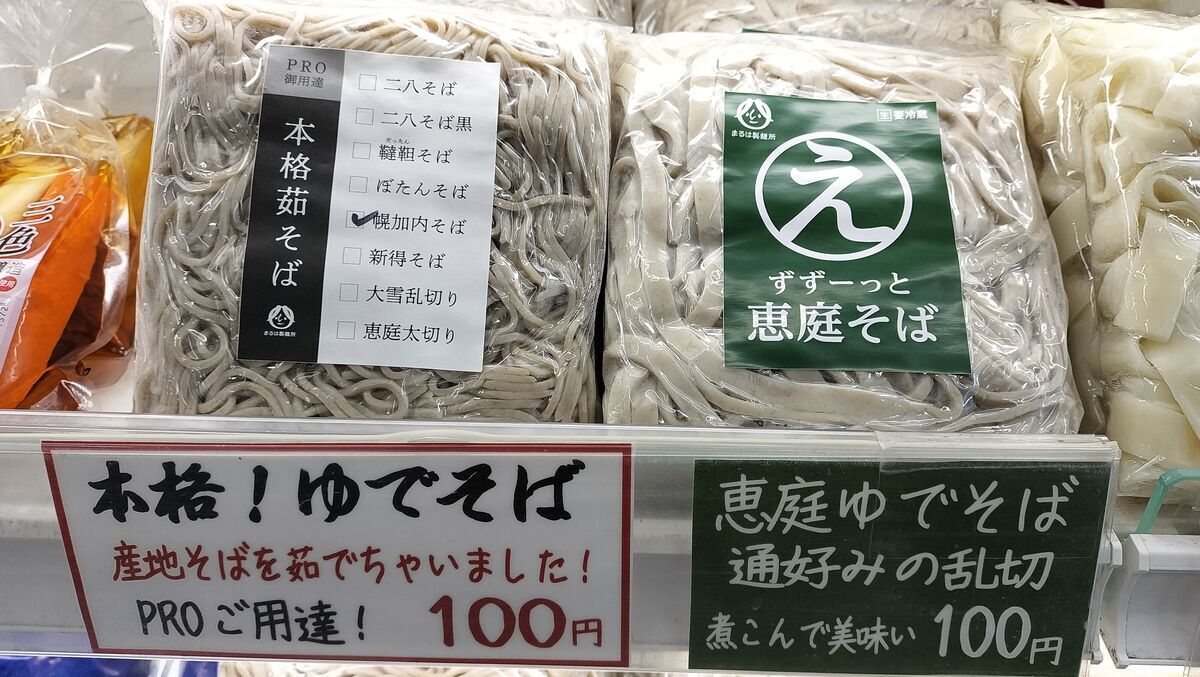 PRO
御用達
本格茹そば
まるは製麺所
二八そば
二八そば黒
ぎったん
韃靼そば
ぼたんそば
幌加内そば
新得そば
大雪乱切り
恵庭太切り
まるは製麺所
生 要冷蔵
え
ずずーっと
恵庭そば
三色
本格!ゆでそば
産地そばを茹でちゃいました!
PROご用達! 100円
恵庭ゆでそば
通好みの乱切
煮こんで美味い 100円